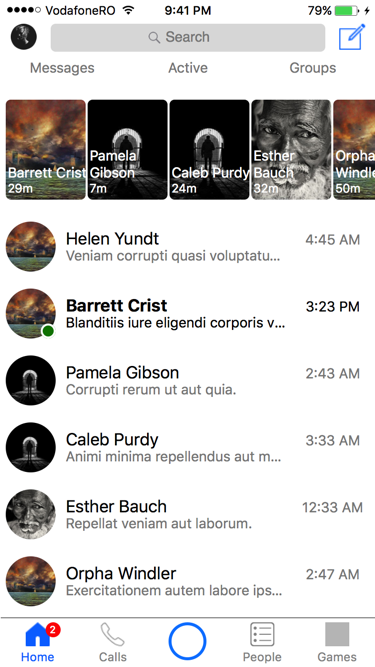 VodafoneRO 9:41 PM 79%
Search
Messages Active Groups
Barrett Crist
29m
Pamela
Gibson
7m
Caleb Purdy
24m
Esther
Bauch
32m
Orpha
Windle
50m
Helen Yundt 4:45 AM
Veniam corrupti quasi voluptatu...
Barrett Crist 3:23 PM
Blanditiis iure eligendi corporis v...
Pamela Gibson 2:43 AM
Corrupti rerum ut aut quia.
Caleb Purdy 3:33 AM
Animi minima repellendus aut m...
Esther Bauch 12:33 AM
Repellat veniam aut laborum.
Orpha Windler 2:47 AM
Exercitationem autem labore ips...
2
Home Calls People Games